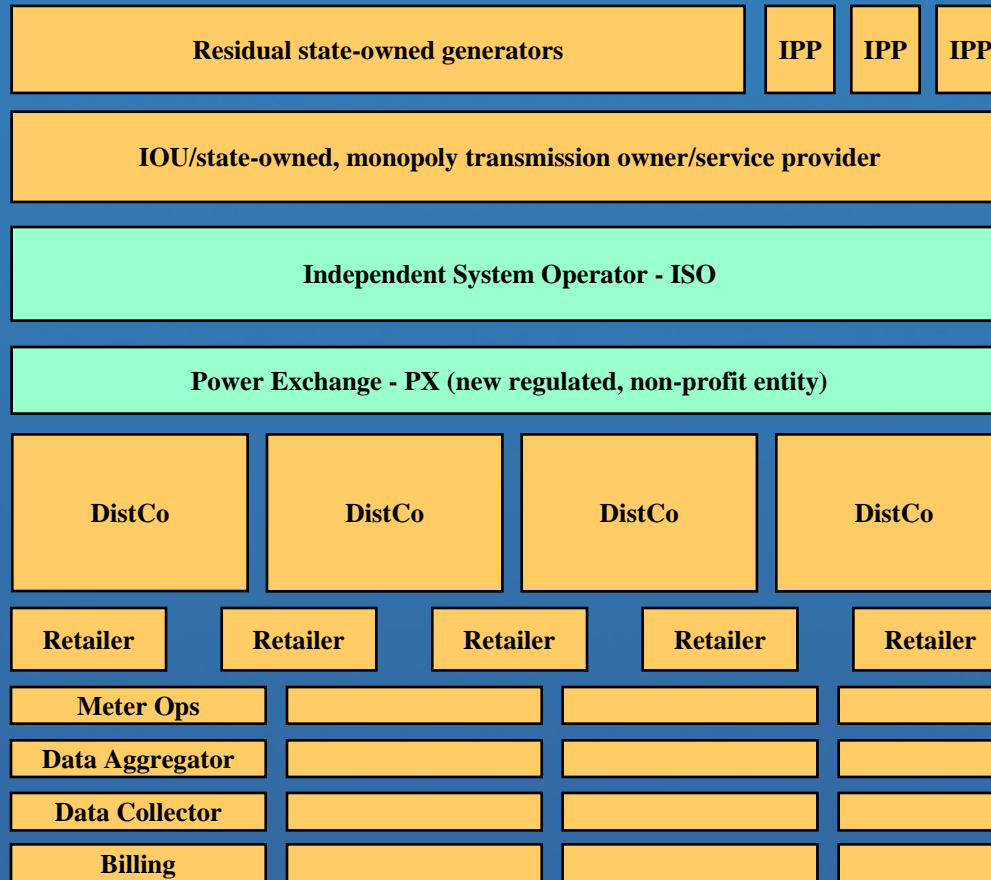 Residual state-owned generators IPP IPP IPP
IOU/state-owned, monopoly transmission owner/service provider
Independent System Operator - ISO
Power Exchange - PX (new regulated, non-profit entity)
DistCo DistCo DistCo DistCo
Retailer Retailer Retailer Retailer Retailer
Meter Ops
Data Aggregator
Data Collector
Billing